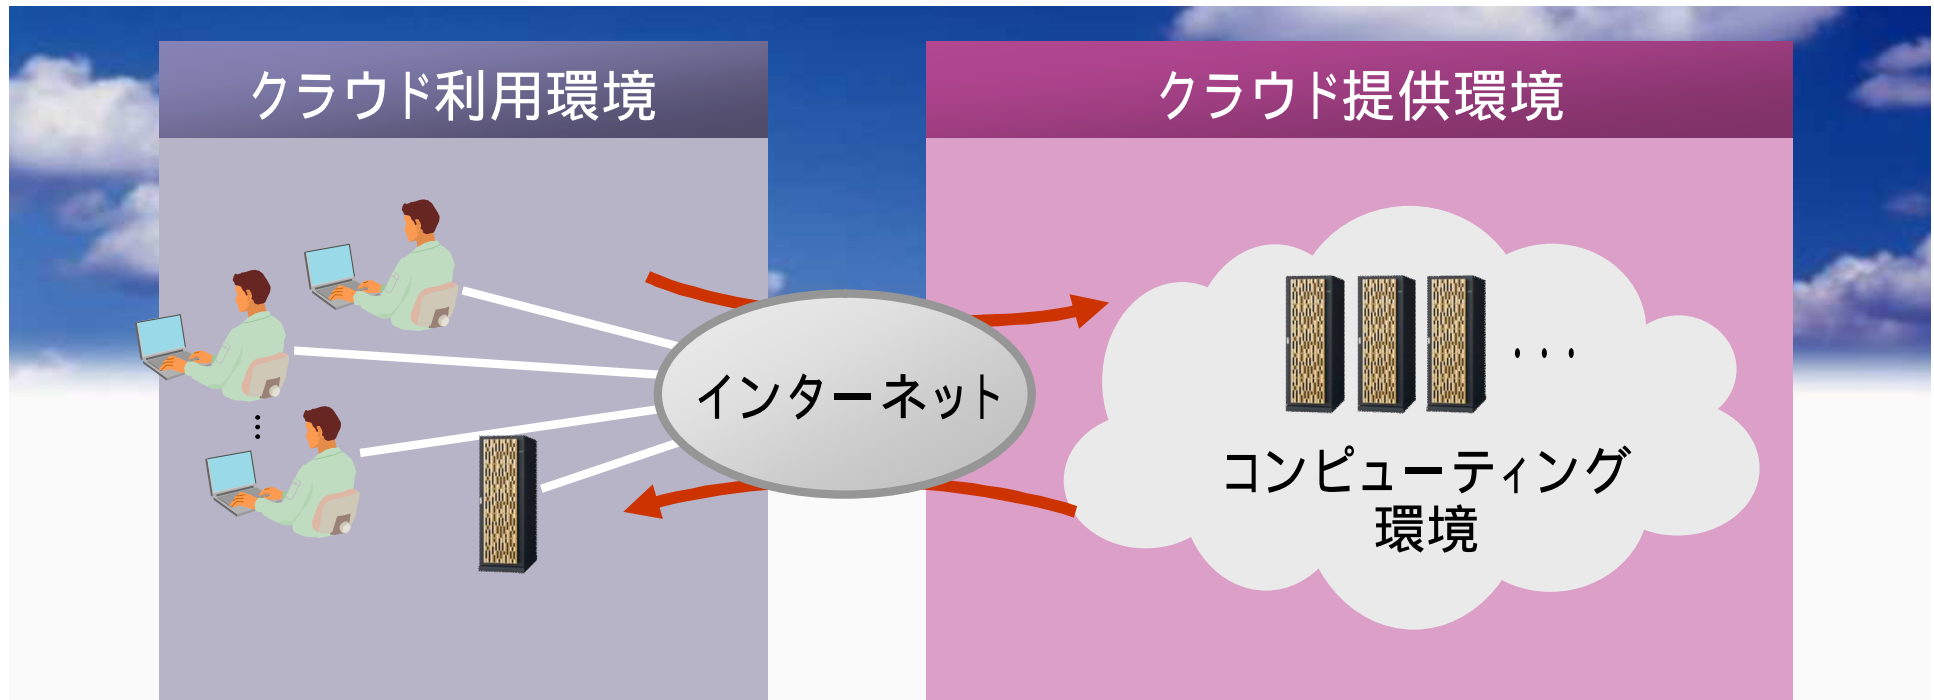 クラウド利用環境
クラウド提供環境
インターネット
...
コンピューティング
環境